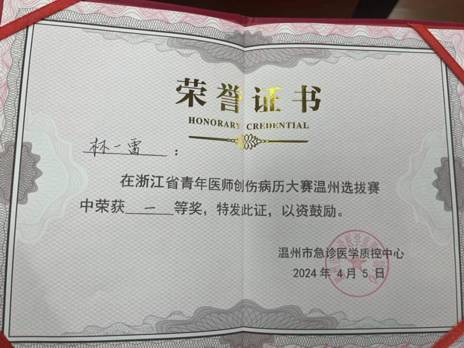 荣誉证书
HONORARY CREDENTIAL
林一雷：
在浙江省青年医师创伤病历大赛温州选拔赛
中荣获一等奖，特发此证，以资鼓励。
温州市急诊医学质控中心
2024年4月5日